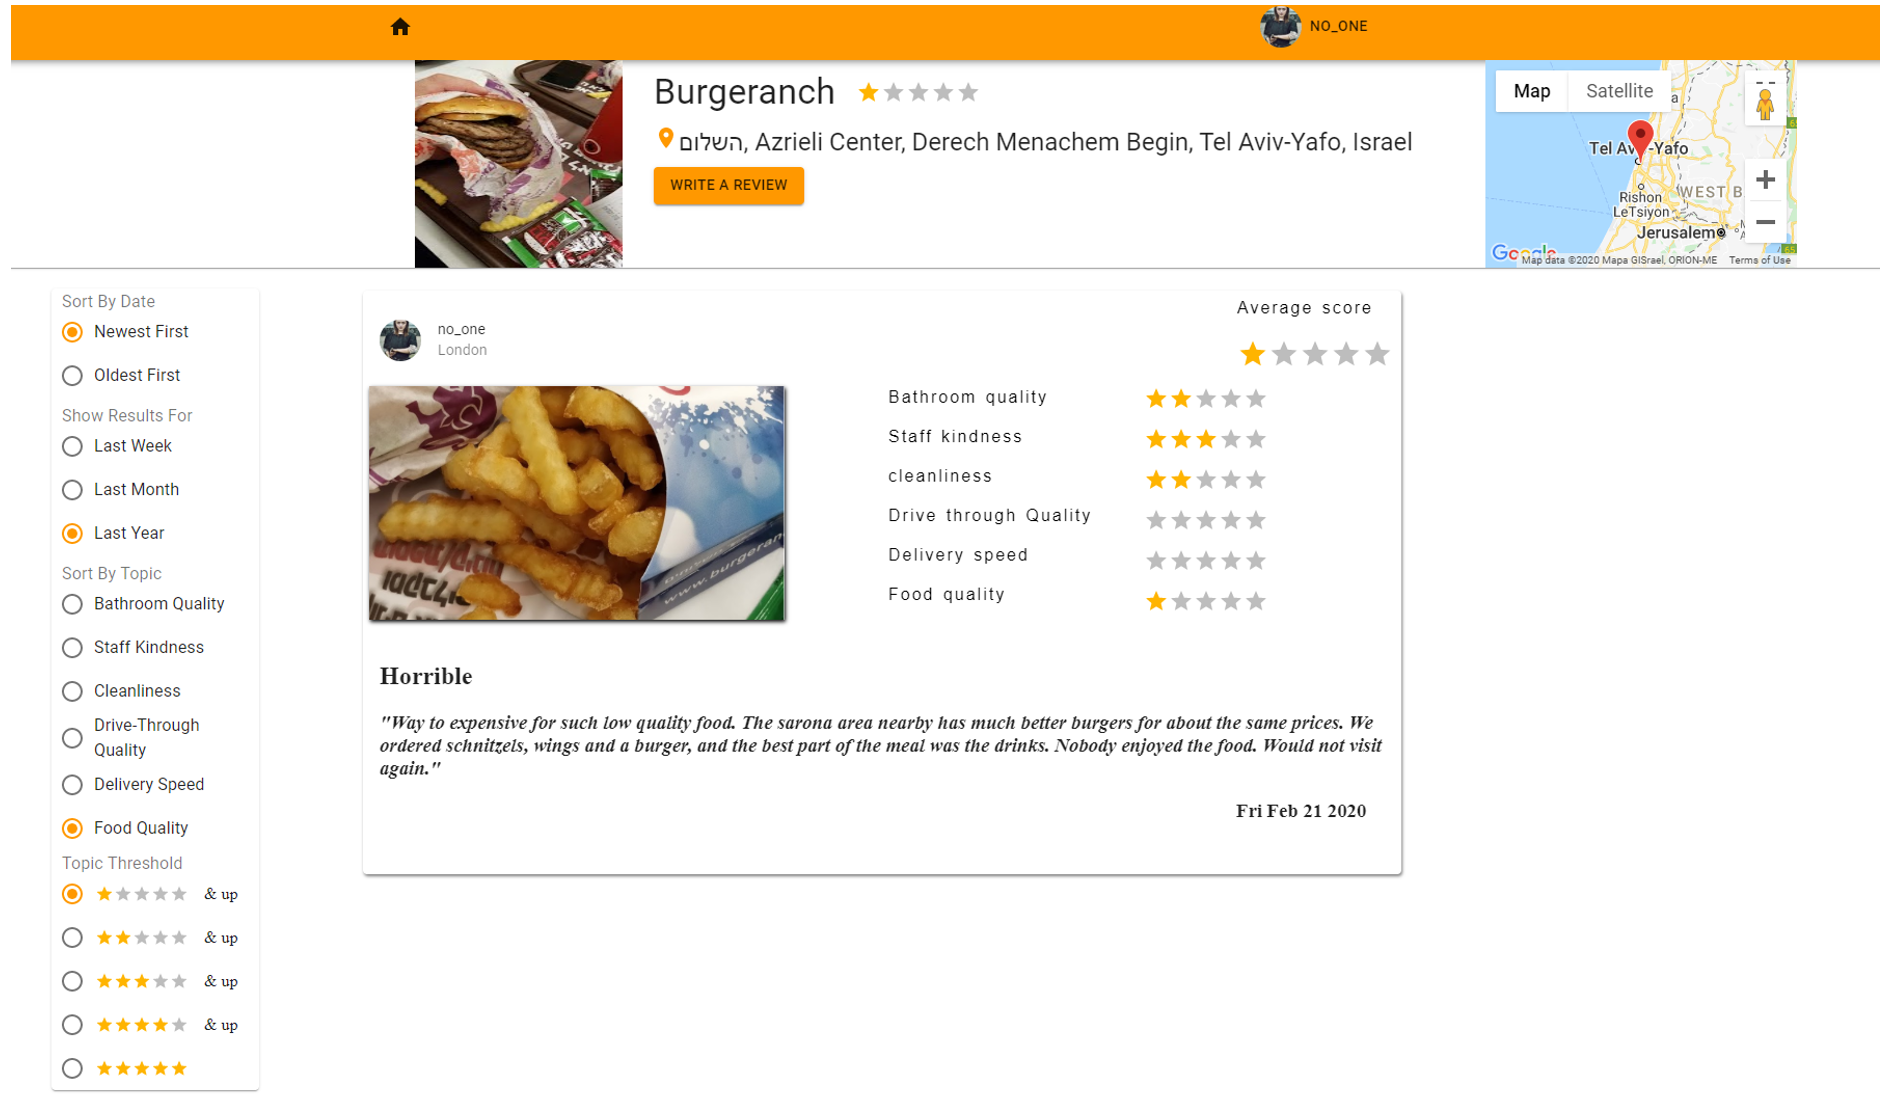 NO_ONE
Burgeranch
השלום, Azrieli Center, Derech Menachem Begin, Tel Aviv-Yafo, Israel
WRITE A REVIEW
Map Satellite
Tel Aviv-Yafo
Rishon
LeTsiyon
WEST B
Jerusalem
Google
Map data ©2020 Mapa GISrael, ORION-ME Terms of Use
Sort By Date
Newest First
Oldest First
Show Results For
Last Week
Last Month
Last Year
Sort By Topic
Bathroom Quality
Staff Kindness
Cleanliness
Drive-Through
Quality
Delivery Speed
Food Quality
Topic Threshold
& up
& up
& up
& up
Average score
no_one
London
Bathroom quality
Staff kindness
cleanliness
Drive through Quality
Delivery speed
Food quality
www.burgeran
Horrible
"Way to expensive for such low quality food. The sarona area nearby has much better burgers for about the same prices. We
ordered schnitzels, wings and a burger, and the best part of the meal was the drinks. Nobody enjoyed the food. Would not visit
again."
Fri Feb 21 2020